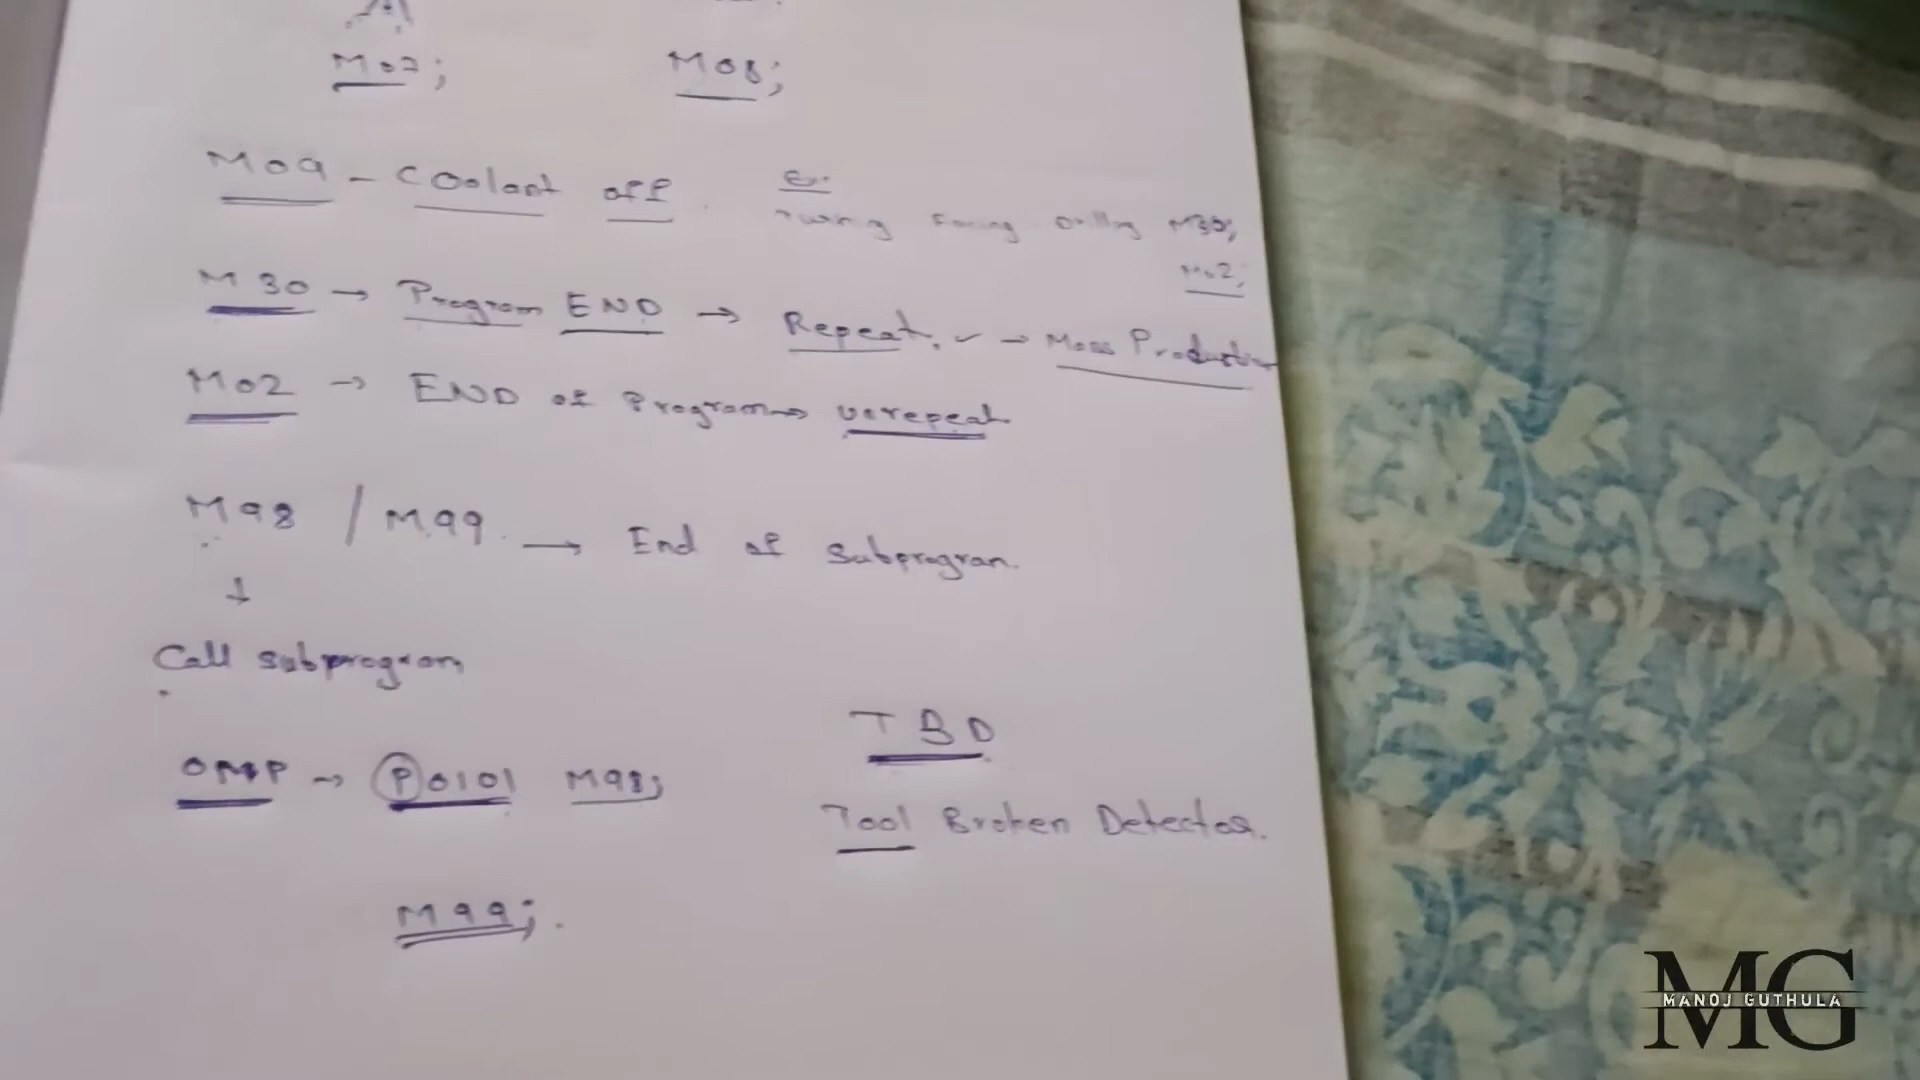 M07; M08;
M09 - Coolant off. Ex.
Facing Drilling M30;
M02;
M30 → Program END → Repeat. ✓ → Mass Production
M02 → END of Program → unrepeat
M98 / M99. → End of Subprogram.
↓
Call subprogram
OMP → P0101 M98;
TBD
Tool Broken Detector.
M99;
MG
MANOJ GUTHULA